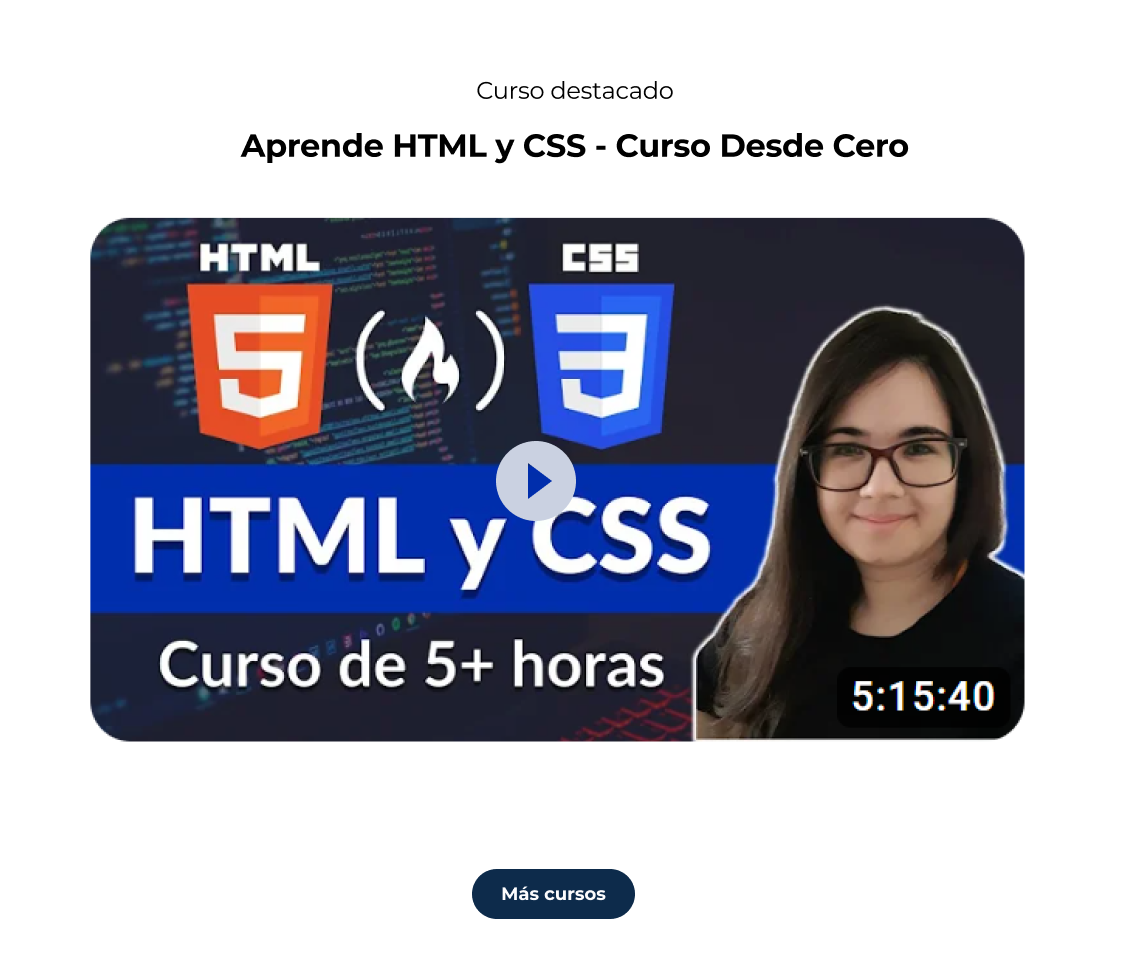 Curso destacado
Aprende HTML y CSS - Curso Desde Cero
HTML
CSS
5
3
HTML y CSS
Curso de 5+ horas
5:15:40
Más cursos